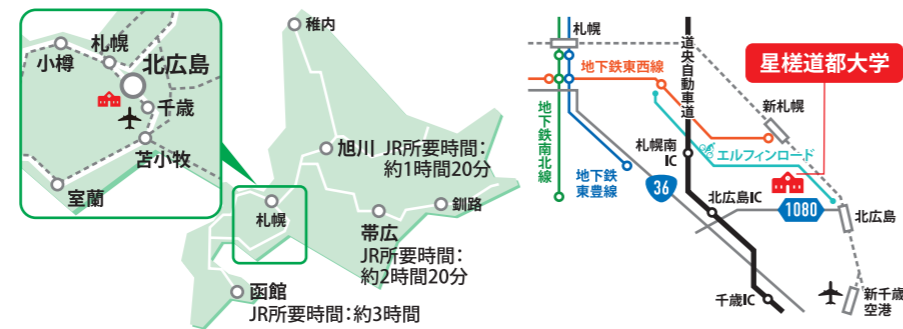 稚内
札幌
小樽
北広島
千歳
苫小牧
室蘭
旭川 JR所要時間：
約1時間20分
札幌
釧路
帯広
JR所要時間：
約2時間20分
函館
JR所要時間：約3時間
札幌
道央自動車道
地下鉄東西線
星槎道都大学
新札幌
地下鉄南北線
札幌南
IC
エルフィンロード
地下鉄
東豊線
36
北広島IC
1080
北広島
千歳IC
新千歳
空港